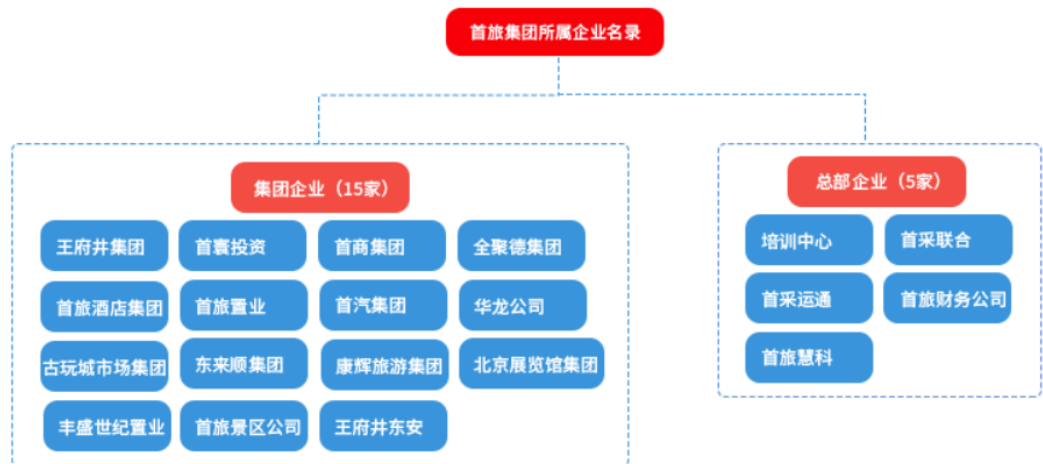 首旅集团所属企业名录
集团企业（15家）
王府井集团
首寰投资
首商集团
全聚德集团
首旅酒店集团
首旅置业
首汽集团
华龙公司
古玩城市场集团
东来顺集团
康辉旅游集团
北京展览馆集团
丰盛世纪置业
首旅景区公司
王府井东安
总部企业（5家）
培训中心
首采联合
首采运通
首旅财务公司
首旅慧科